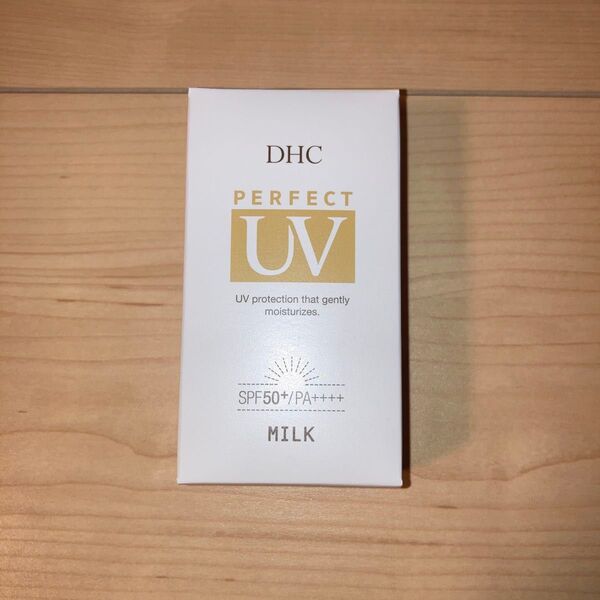 DHC
PERFECT
UV
UV protection that gently
moisturizes.
SPF50+/PA++++
MILK